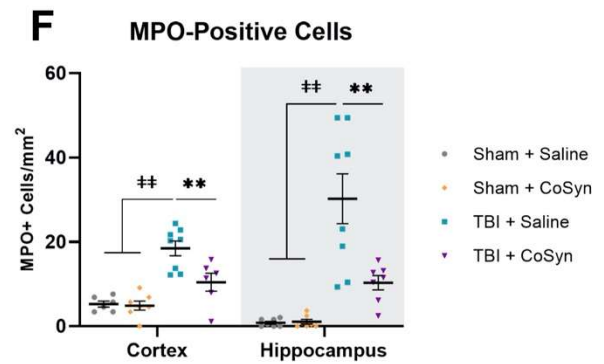 F
MPO-Positive Cells
MPO+ Cells/mm²
60
40
20
0
‡‡
**
‡‡
**
Cortex
Hippocampus
Sham + Saline
Sham + CoSyn
TBI + Saline
TBI + CoSyn